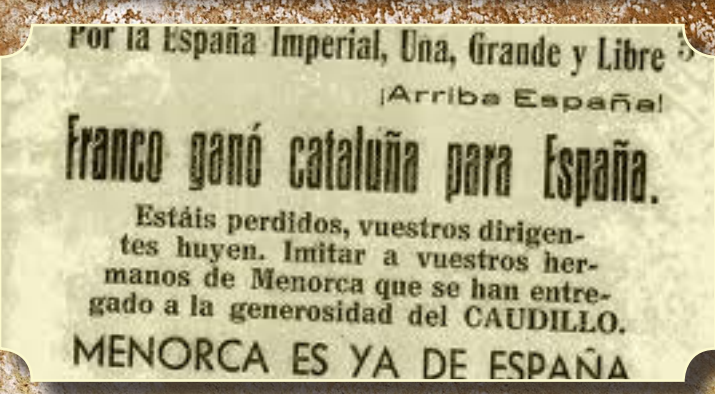 Por la España Imperial, Una, Grande y Libre
¡Arriba España!
Franco ganó cataluña para España.
Estáis perdidos, vuestros dirigen-
tes huyen. Imitar a vuestros her-
manos de Menorca que se han entre-
gado a la generosidad del CAUDILLO.
MENORCA ES YA DE ESPAÑA